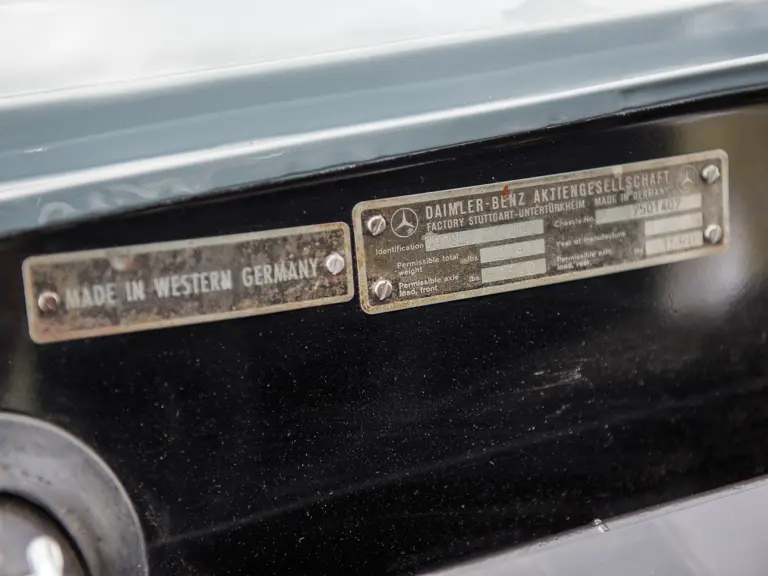 MADE IN WESTERN GERMANY
DAIMLER-BENZ AKTIENGESELLSCHAFT
FACTORY STUTTGART-UNTERTÜRKHEIM · MADE IN GERMANY
Identification
Chassis No. 7501407
Permissible total weight lbs
Year of manufacture
Permissible axle load, front lbs
Permissible axle load, rear